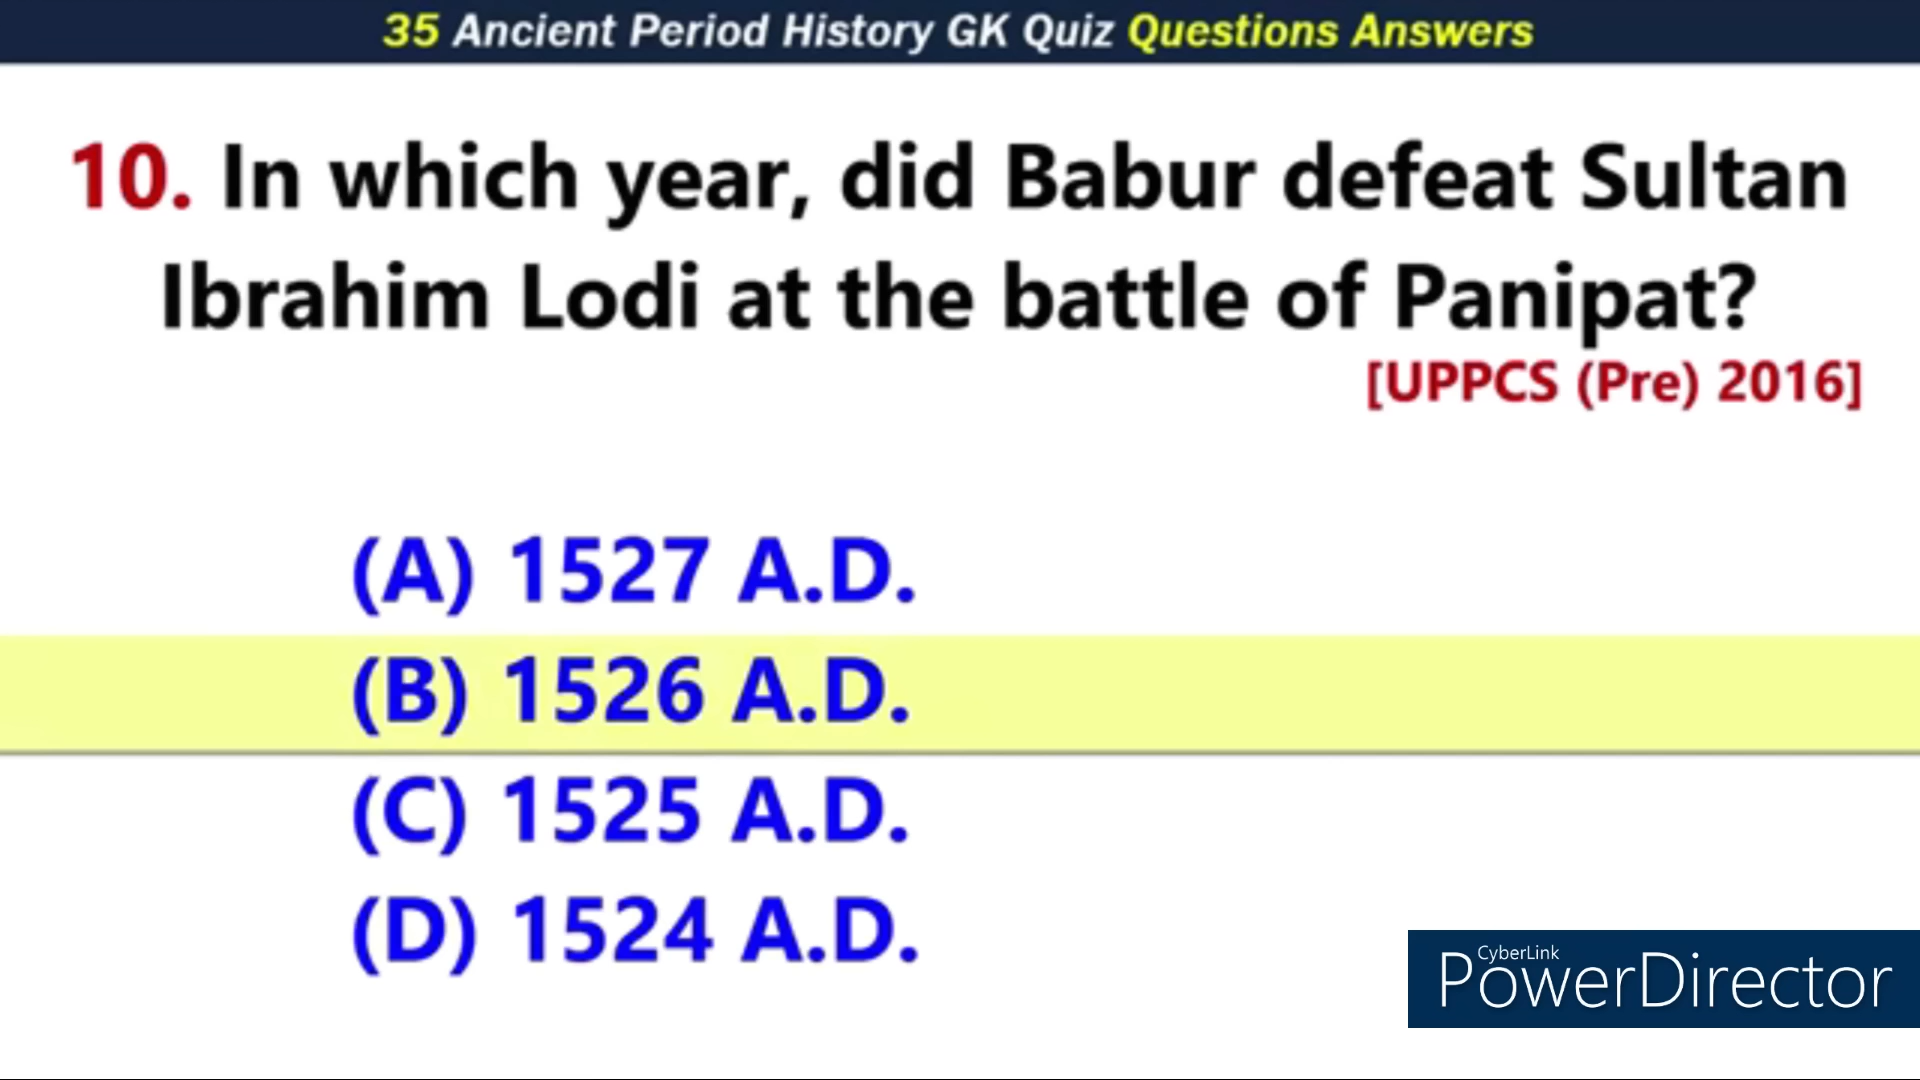 35 Ancient Period History GK Quiz Questions Answers
10. In which year, did Babur defeat Sultan
Ibrahim Lodi at the battle of Panipat?
[UPPCS (Pre) 2016]
(A) 1527 A.D.
(B) 1526 A.D.
(C) 1525 A.D.
(D) 1524 A.D.
CyberLink
PowerDirector